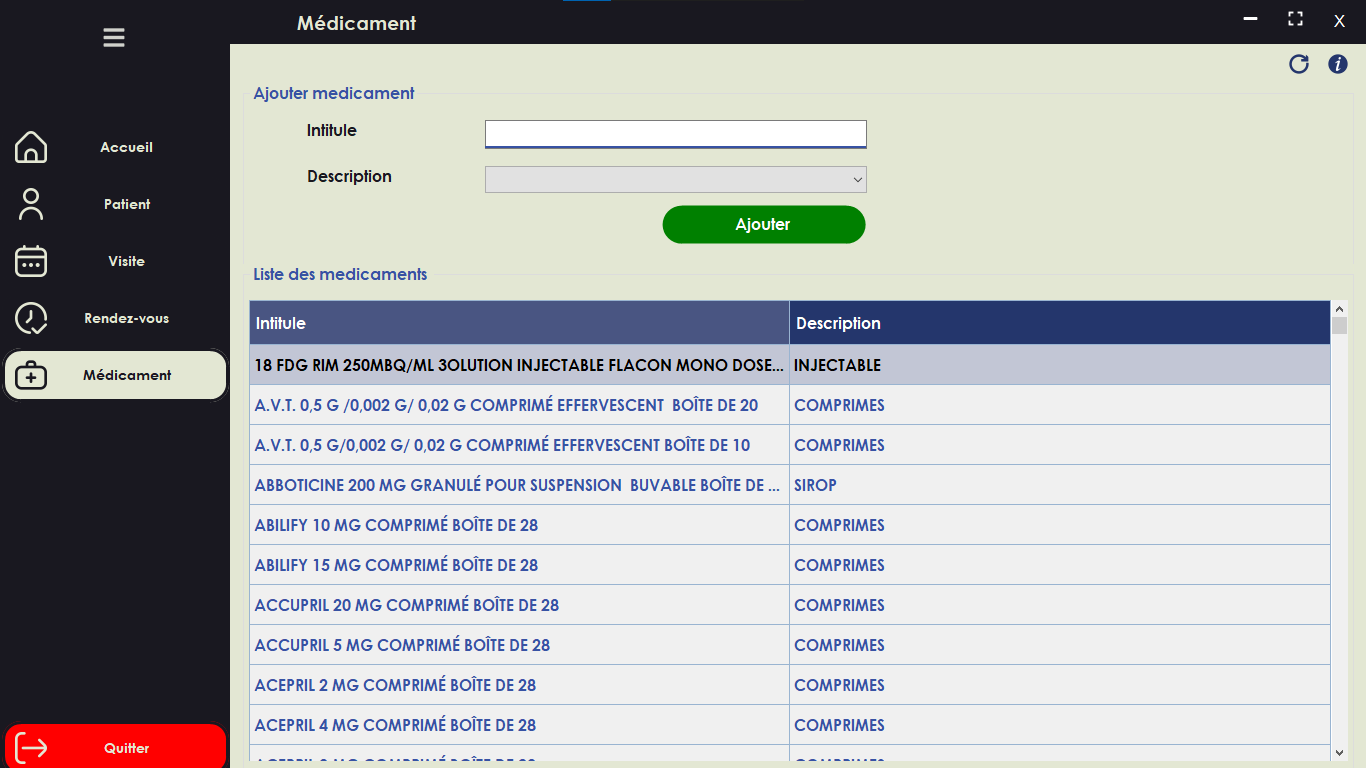 Médicament
X
Accueil
Patient
Visite
Rendez-vous
Médicament
Quitter
Ajouter medicament
Intitule
Description
Ajouter
Liste des medicaments
Intitule Description
18 FDG RIM 250MBQ/ML 3OLUTION INJECTABLE FLACON MONO DOSE... INJECTABLE
A.V.T. 0,5 G /0,002 G/ 0,02 G COMPRIMÉ EFFERVESCENT  BOÎTE DE 20 COMPRIMES
A.V.T. 0,5 G/0,002 G/ 0,02 G COMPRIMÉ EFFERVESCENT BOÎTE DE 10 COMPRIMES
ABBOTICINE 200 MG GRANULÉ POUR SUSPENSION  BUVABLE BOÎTE DE ... SIROP
ABILIFY 10 MG COMPRIMÉ BOÎTE DE 28 COMPRIMES
ABILIFY 15 MG COMPRIMÉ BOÎTE DE 28 COMPRIMES
ACCUPRIL 20 MG COMPRIMÉ BOÎTE DE 28 COMPRIMES
ACCUPRIL 5 MG COMPRIMÉ BOÎTE DE 28 COMPRIMES
ACEPRIL 2 MG COMPRIMÉ BOÎTE DE 28 COMPRIMES
ACEPRIL 4 MG COMPRIMÉ BOÎTE DE 28 COMPRIMES